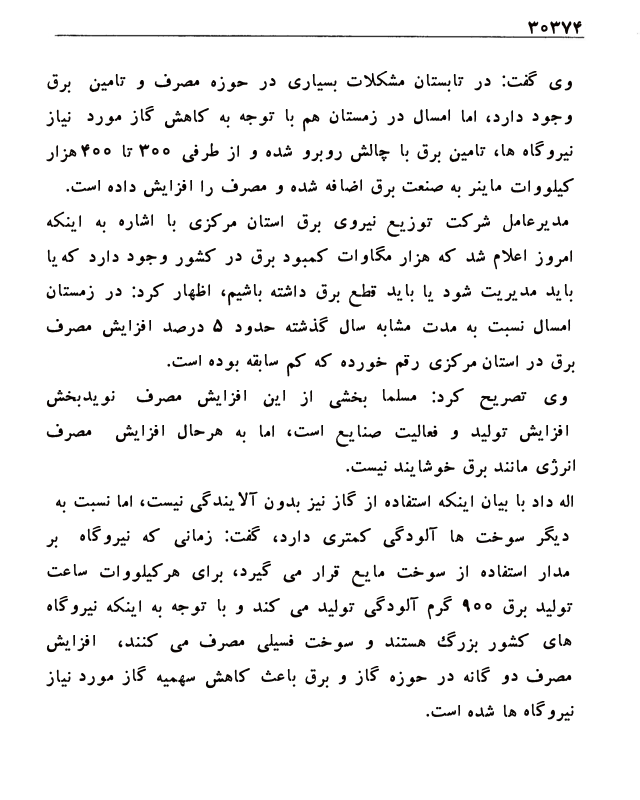 ۳۰۳۷۴
وی گفت: در تابستان مشکلات بسیاری در حوزه مصرف و تامین برق
وجود دارد، اما امسال در زمستان هم با توجه به کاهش گاز مورد نیاز
نیروگاه ها، تامین برق با چالش روبرو شده و از طرفی ۳۰۰ تا ۴۰۰ هزار
کیلووات ماینر به صنعت برق اضافه شده و مصرف را افزایش داده است.
مدیرعامل شرکت توزیع نیروی برق استان مرکزی با اشاره به اینکه
امروز اعلام شد که هزار مگاوات کمبود برق در کشور وجود دارد که یا
باید مدیریت شود یا باید قطع برق داشته باشیم، اظهار کرد: در زمستان
امسال نسبت به مدت مشابه سال گذشته حدود ۵ درصد افزایش مصرف
برق در استان مرکزی رقم خورده که کم سابقه بوده است.
وی تصریح کرد: مسلما بخشی از این افزایش مصرف نویدبخش
افزایش تولید و فعالیت صنایع است، اما به هرحال افزایش مصرف
انرژی مانند برق خوشایند نیست.
اله داد با بیان اینکه استفاده از گاز نیز بدون آلایندگی نیست، اما نسبت به
دیگر سوخت ها آلودگی کمتری دارد، گفت: زمانی که نیروگاه بر
مدار استفاده از سوخت مایع قرار می گیرد، برای هرکیلووات ساعت
تولید برق ۹۰۰ گرم آلودگی تولید می کند و با توجه به اینکه نیروگاه
های کشور بزرگ هستند و سوخت فسیلی مصرف می کنند، افزایش
مصرف دو گانه در حوزه گاز و برق باعث کاهش سهمیه گاز مورد نیاز
نیروگاه ها شده است.